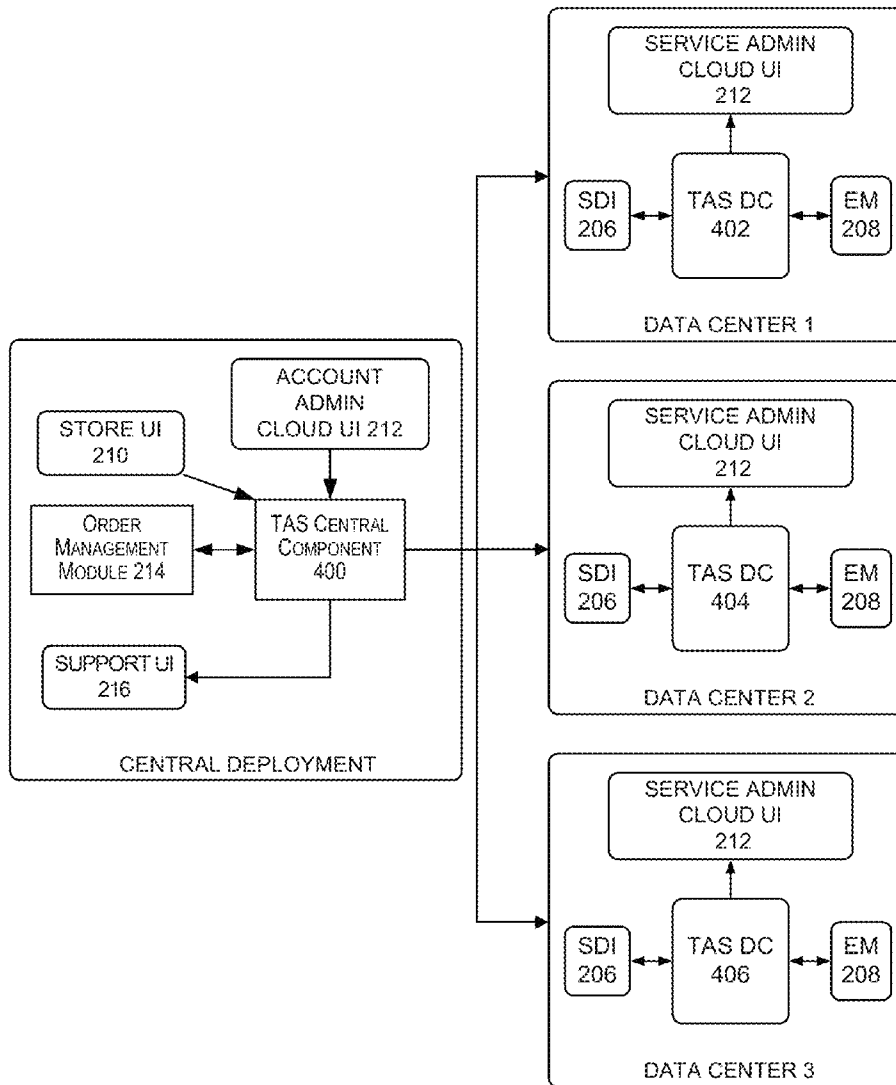 SERVICE ADMIN
CLOUD UI
212
SDI
206
TAS DC
402
EM
208
DATA CENTER 1
ACCOUNT
ADMIN
CLOUD UI 212
STORE UI
210
ORDER
MANAGEMENT
MODULE 214
TAS CENTRAL
COMPONENT
400
SUPPORT UI
216
CENTRAL DEPLOYMENT
SERVICE ADMIN
CLOUD UI
212
SDI
206
TAS DC
404
EM
208
DATA CENTER 2
SERVICE ADMIN
CLOUD UI
212
SDI
206
TAS DC
406
EM
208
DATA CENTER 3